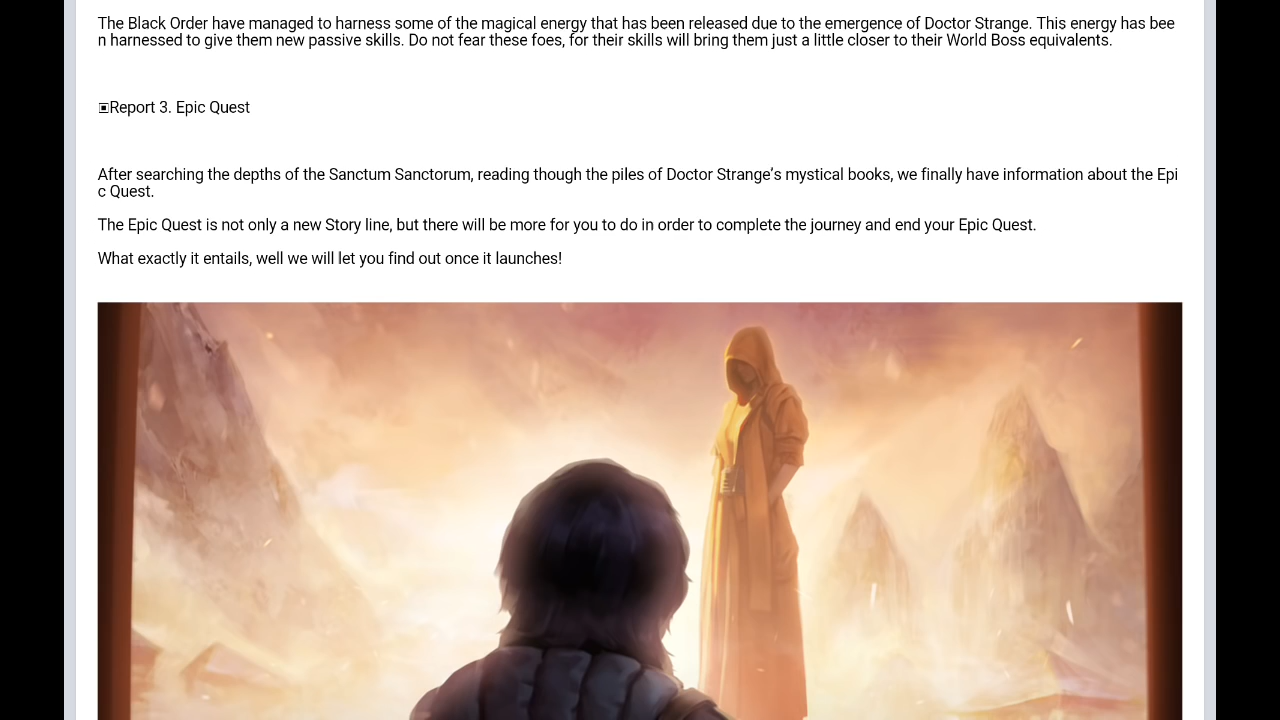 The Black Order have managed to harness some of the magical energy that has been released due to the emergence of Doctor Strange. This energy has bee
n harnessed to give them new passive skills. Do not fear these foes, for their skills will bring them just a little closer to their World Boss equivalents.
▣Report 3. Epic Quest
After searching the depths of the Sanctum Sanctorum, reading though the piles of Doctor Strange's mystical books, we finally have information about the Epi
c Quest.
The Epic Quest is not only a new Story line, but there will be more for you to do in order to complete the journey and end your Epic Quest.
What exactly it entails, well we will let you find out once it launches!